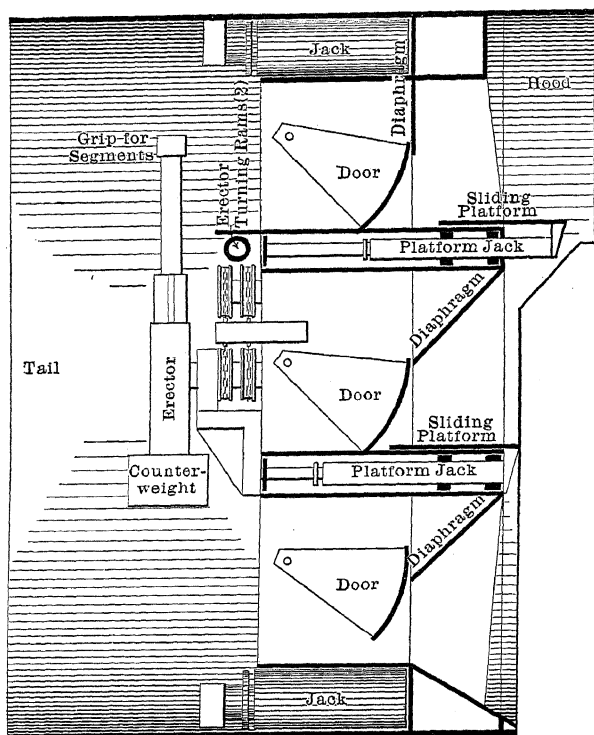 Jack
Hood
Diaphragm
Erector
Turning Rams(2)
Grip for
Segments
Door
Sliding
Platform
Platform Jack
Diaphragm
Tail
Erector
Door
Sliding
Platform
Counter-
weight
Platform Jack
Diaphragm
Door
Jack